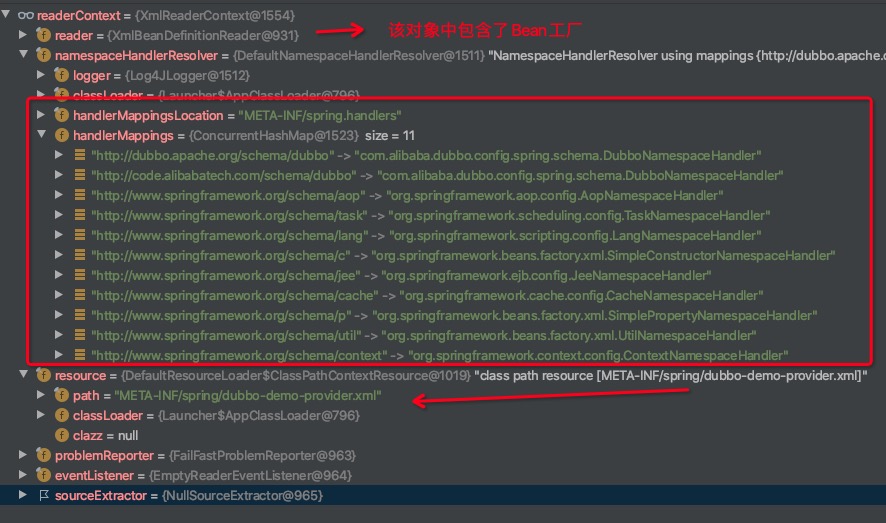 readerContext = {XmlReaderContext@1554}
reader = {XmlBeanDefinitionReader@931} 该对象中包含了Bean工厂
namespaceHandlerResolver = {DefaultNamespaceHandlerResolver@1511} "NamespaceHandlerResolver using mappings {http://dubbo.apache.o
logger = {Log4JLogger@1512}
classLoader = {Launcher$AppClassLoader@796}
handlerMappingsLocation = "META-INF/spring.handlers"
handlerMappings = {ConcurrentHashMap@1523} size = 11
"http://dubbo.apache.org/schema/dubbo" -> "com.alibaba.dubbo.config.spring.schema.DubboNamespaceHandler"
"http://code.alibabatech.com/schema/dubbo" -> "com.alibaba.dubbo.config.spring.schema.DubboNamespaceHandler"
"http://www.springframework.org/schema/aop" -> "org.springframework.aop.config.AopNamespaceHandler"
"http://www.springframework.org/schema/task" -> "org.springframework.scheduling.config.TaskNamespaceHandler"
"http://www.springframework.org/schema/lang" -> "org.springframework.scripting.config.LangNamespaceHandler"
"http://www.springframework.org/schema/c" -> "org.springframework.beans.factory.xml.SimpleConstructorNamespaceHandler"
"http://www.springframework.org/schema/jee" -> "org.springframework.ejb.config.JeeNamespaceHandler"
"http://www.springframework.org/schema/cache" -> "org.springframework.cache.config.CacheNamespaceHandler"
"http://www.springframework.org/schema/p" -> "org.springframework.beans.factory.xml.SimplePropertyNamespaceHandler"
"http://www.springframework.org/schema/util" -> "org.springframework.beans.factory.xml.UtilNamespaceHandler"
"http://www.springframework.org/schema/context" -> "org.springframework.context.config.ContextNamespaceHandler"
resource = {DefaultResourceLoader$ClassPathContextResource@1019} "class path resource [META-INF/spring/dubbo-demo-provider.xml]"
path = "META-INF/spring/dubbo-demo-provider.xml"
classLoader = {Launcher$AppClassLoader@796}
clazz = null
problemReporter = {FailFastProblemReporter@963}
eventListener = {EmptyReaderEventListener@964}
sourceExtractor = {NullSourceExtractor@965}